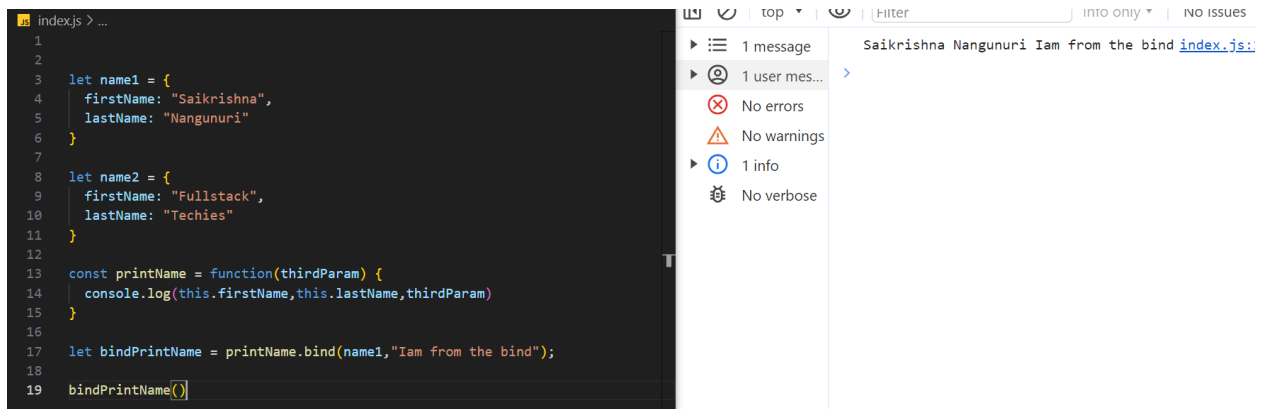 JS index.js > ...
1
2
3 let name1 = {
4 firstName: "Saikrishna",
5 lastName: "Nangunuri"
6 }
7
8 let name2 = {
9 firstName: "Fullstack",
10 lastName: "Techies"
11 }
12
13 const printName = function(thirdParam) {
14 console.log(this.firstName,this.lastName,thirdParam)
15 }
16
17 let bindPrintName = printName.bind(name1,"Iam from the bind");
18
19 bindPrintName()
top Filter Info only No Issues
1 message
1 user mes...
No errors
No warnings
1 info
No verbose
Saikrishna Nangunuri Iam from the bind index.js:
>